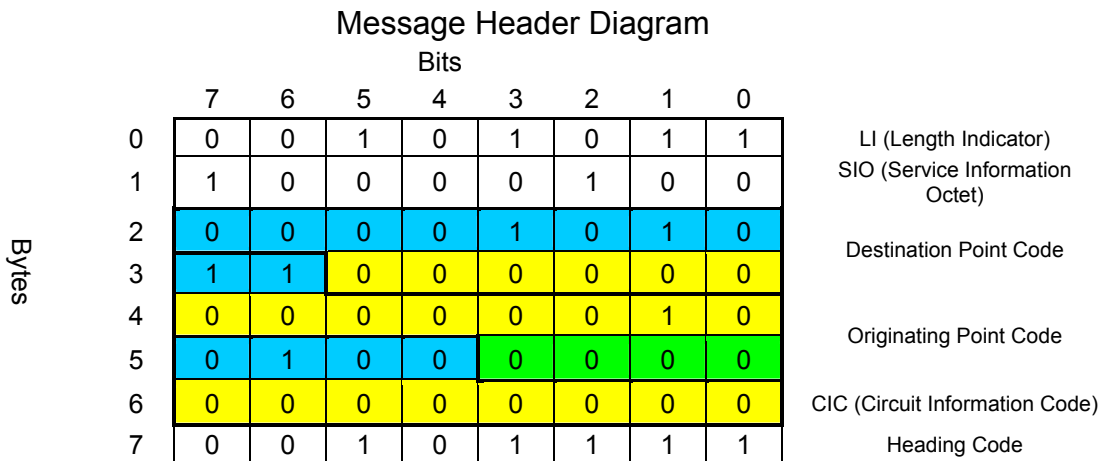 Message Header Diagram
Bits
7 6 5 4 3 2 1 0
0 0 0 1 0 1 0 1 1 LI (Length Indicator)
1 1 0 0 0 0 1 0 0 SIO (Service Information
Octet)
2 0 0 0 0 1 0 1 0
Destination Point Code
3 1 1 0 0 0 0 0 0
Bytes
4 0 0 0 0 0 0 1 0
Originating Point Code
5 0 1 0 0 0 0 0 0
6 0 0 0 0 0 0 0 0 CIC (Circuit Information Code)
7 0 0 1 0 1 1 1 1 Heading Code